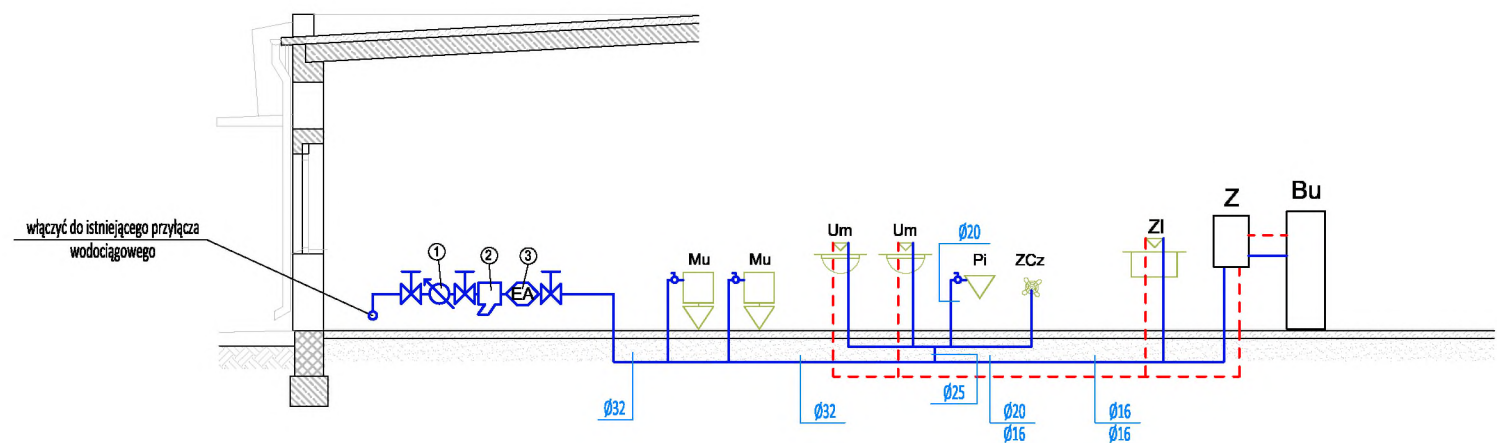 włączyć do istniejącego przyłącza
wodociągowego
1
2
3
EA
Mu
Mu
Um
Um
Ø20
Pi
ZCz
Zl
Z
Bu
Ø32
Ø32
Ø25
Ø20
Ø16
Ø16
Ø16